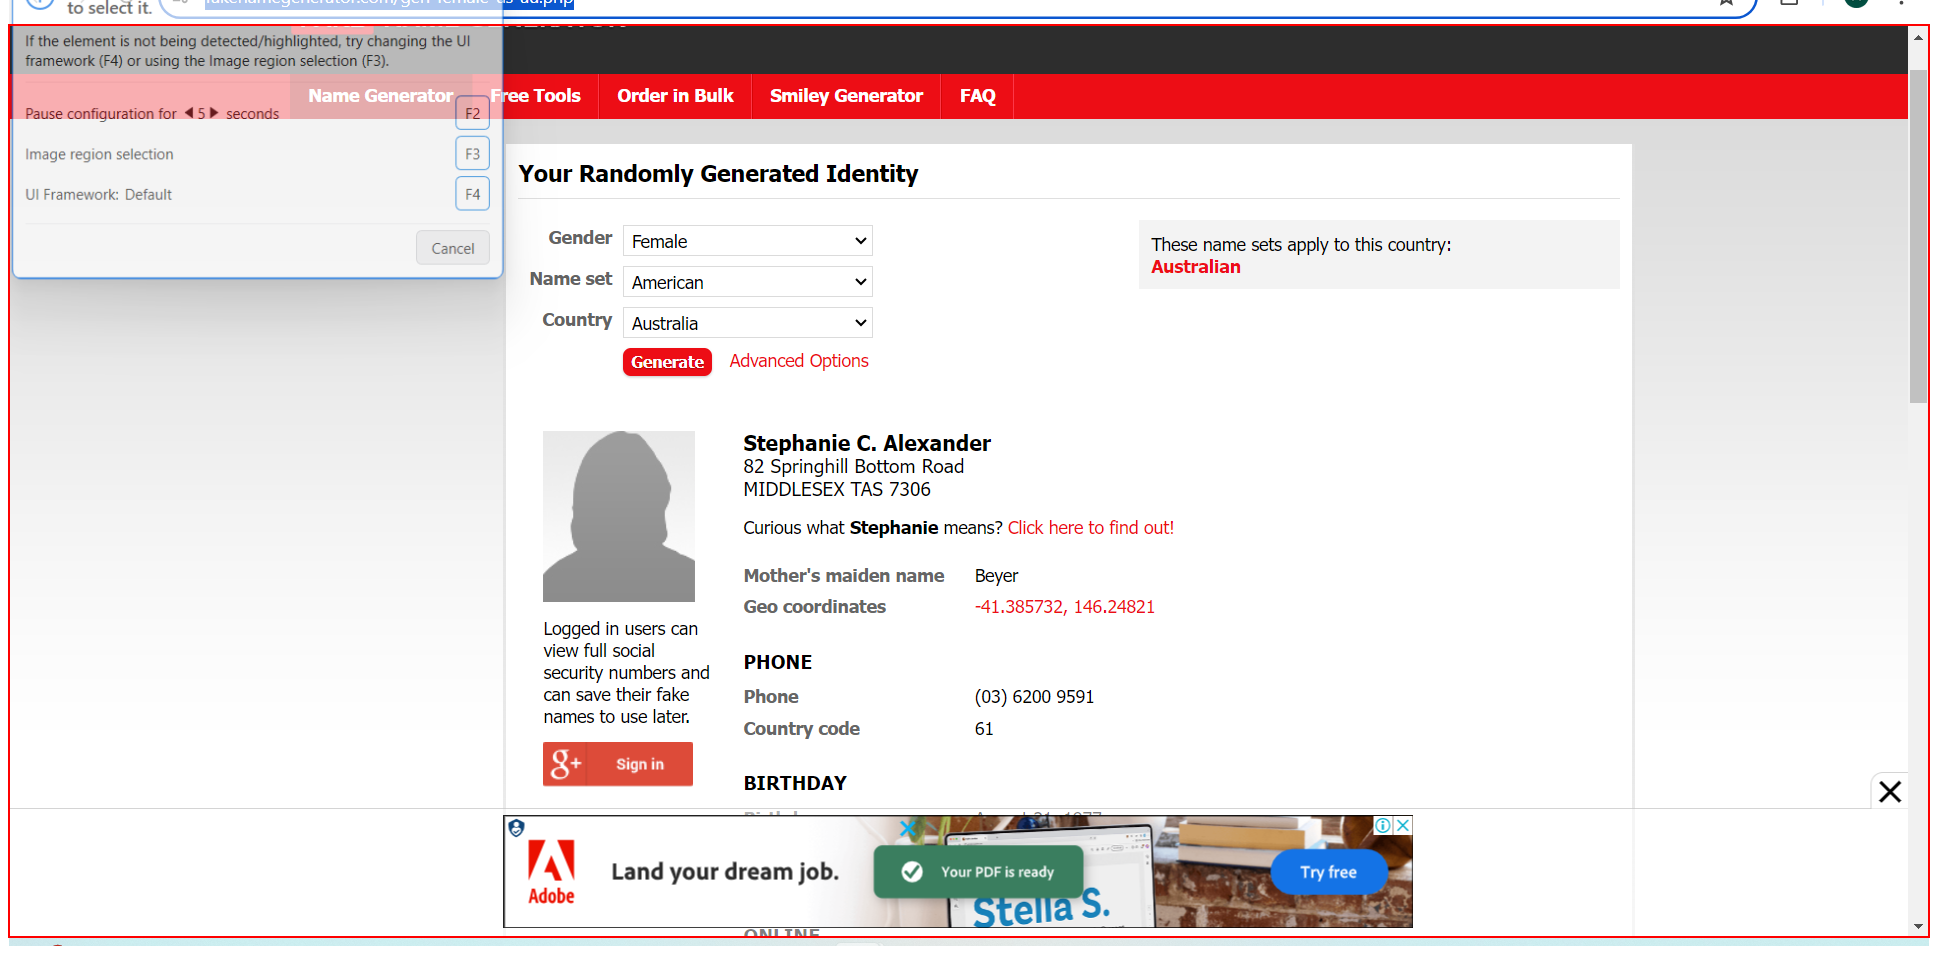 to select it.
fakenamegenerator.com/gen-female-us-au.php
If the element is not being detected/highlighted, try changing the UI
framework (F4) or using the Image region selection (F3).
Pause configuration for 5 seconds F2
Image region selection F3
UI Framework: Default F4
Cancel
Name Generator Free Tools Order in Bulk Smiley Generator FAQ
Your Randomly Generated Identity
Gender Female
Name set American
Country Australia
Generate Advanced Options
These name sets apply to this country:
Australian
Stephanie C. Alexander
82 Springhill Bottom Road
MIDDLESEX TAS 7306
Curious what Stephanie means? Click here to find out!
Mother's maiden name Beyer
Geo coordinates -41.385732, 146.24821
Logged in users can
view full social
security numbers and
can save their fake
names to use later.
g+ Sign in
PHONE
Phone (03) 6200 9591
Country code 61
BIRTHDAY
Adobe
Land your dream job.
Your PDF is ready
Stella S.
Try free
ONLINE